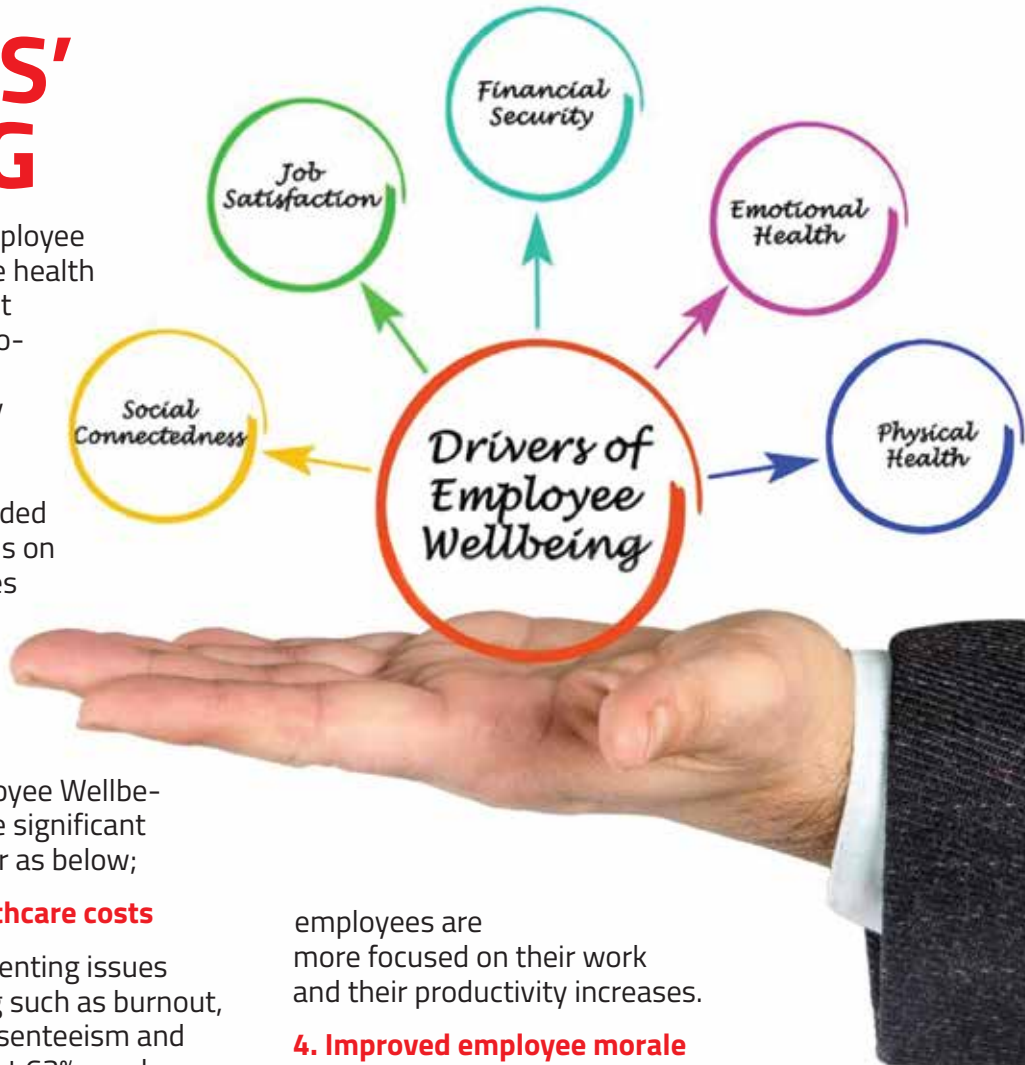 S'
G
ployee
e health
t
o-
y
ded
s on
es
oyee Wellbe-
e significant
r as below;
thcare costs
enting issues
g such as burnout,
senteeism and
Job
Satisfaction
Financial
Security
Emotional
Health
Social
Connectedness
Physical
Health
Drivers of
Employee
Wellbeing
employees are
more focused on their work
and their productivity increases.
4. Improved employee morale